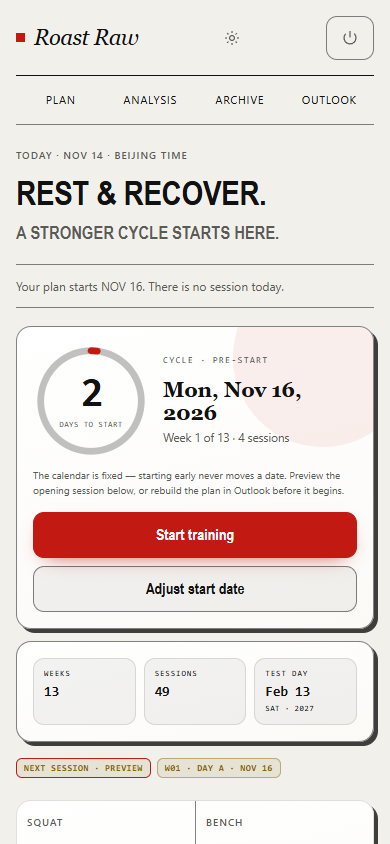 Roast Raw
PLAN
ANALYSIS
ARCHIVE
OUTLOOK
TODAY · NOV 14 · BEIJING TIME
REST & RECOVER.
A STRONGER CYCLE STARTS HERE.
Your plan starts NOV 16. There is no session today.
2
DAYS TO START
CYCLE · PRE-START
Mon, Nov 16,
2026
Week 1 of 13 · 4 sessions
The calendar is fixed — starting early never moves a date. Preview the
opening session below, or rebuild the plan in Outlook before it begins.
Start training
Adjust start date
WEEKS
13
SESSIONS
49
TEST DAY
Feb 13
SAT · 2027
NEXT SESSION · PREVIEW
W01 · DAY A · NOV 16
SQUAT
BENCH